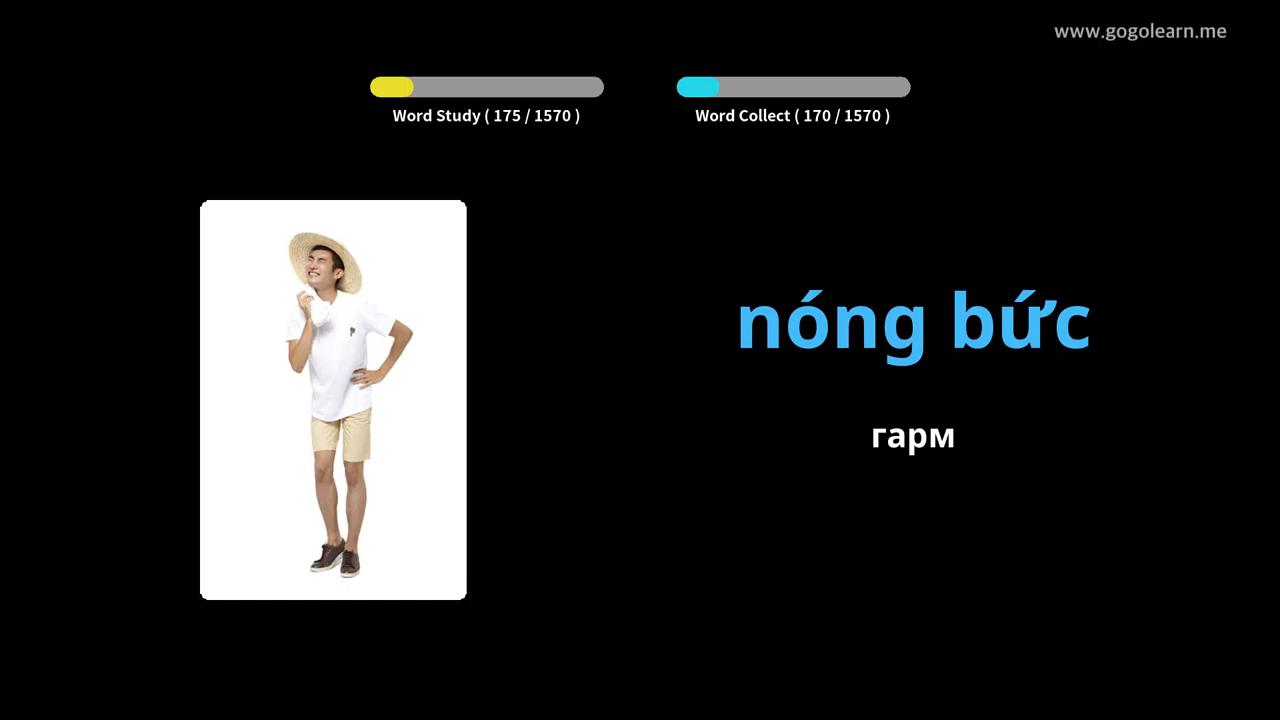 www.gogolearn.me
Word Study ( 175 / 1570 )
Word Collect ( 170 / 1570 )
nóng bức
гарм